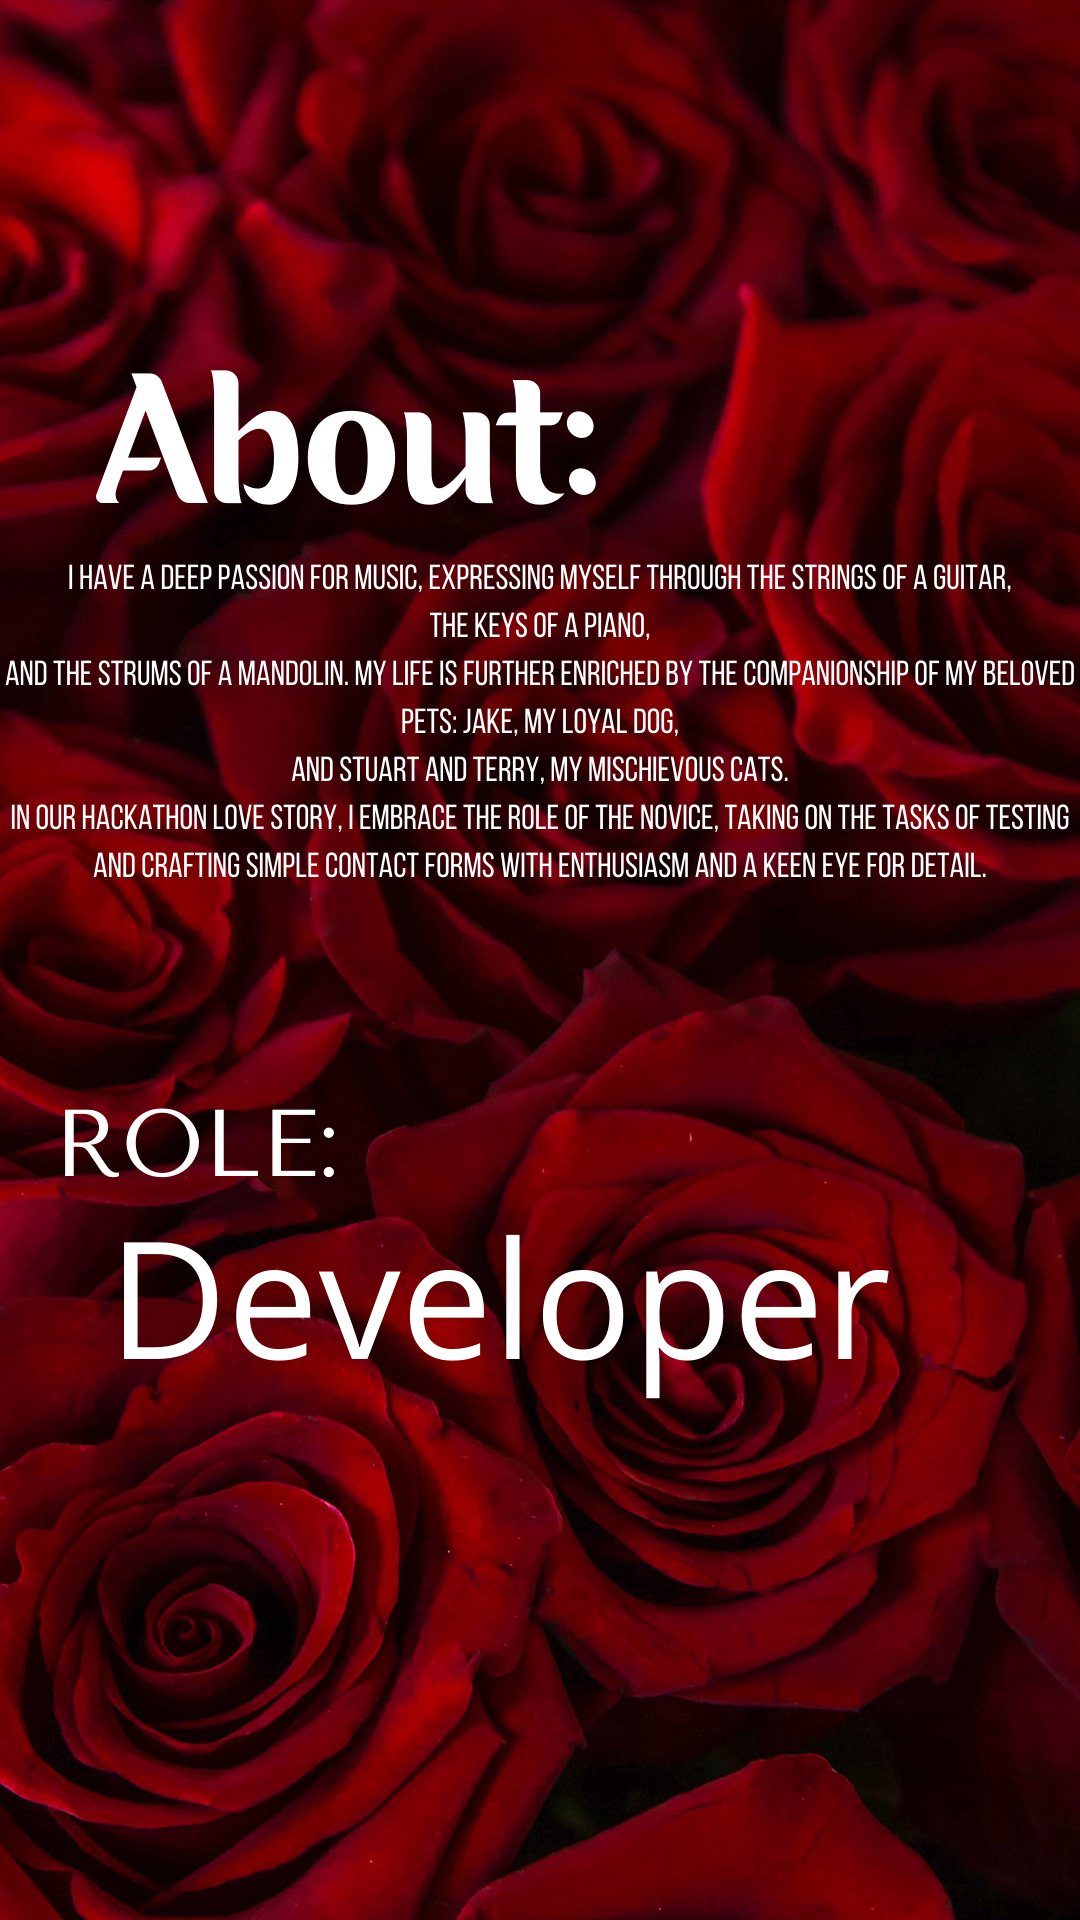 About:
I HAVE A DEEP PASSION FOR MUSIC, EXPRESSING MYSELF THROUGH THE STRINGS OF A GUITAR,
THE KEYS OF A PIANO,
AND THE STRUMS OF A MANDOLIN. MY LIFE IS FURTHER ENRICHED BY THE COMPANIONSHIP OF MY BELOVED
PETS: JAKE, MY LOYAL DOG,
AND STUART AND TERRY, MY MISCHIEVOUS CATS.
IN OUR HACKATHON LOVE STORY, I EMBRACE THE ROLE OF THE NOVICE, TAKING ON THE TASKS OF TESTING
AND CRAFTING SIMPLE CONTACT FORMS WITH ENTHUSIASM AND A KEEN EYE FOR DETAIL.
ROLE:
Developer